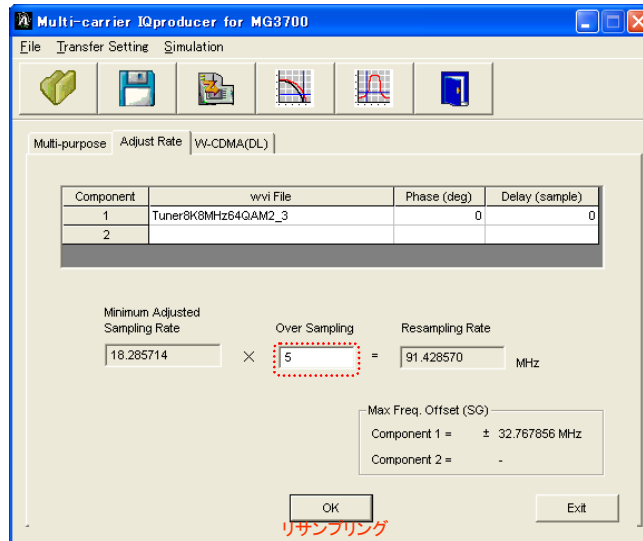 Multi-carrier IQproducer for MG3700
File Transfer Setting Simulation
Multi-purpose Adjust Rate W-CDMA(DL)
Component wvi File Phase (deg) Delay (sample)
1 Tuner8K8MHz64QAM2_3 0 0
2
Minimum Adjusted
Sampling Rate Over Sampling Resampling Rate
18.285714 × 5 = 91.428570 MHz
Max Freq. Offset (SG)
Component 1 = ± 32.767856 MHz
Component 2 = -
OK Exit
リサンプリング